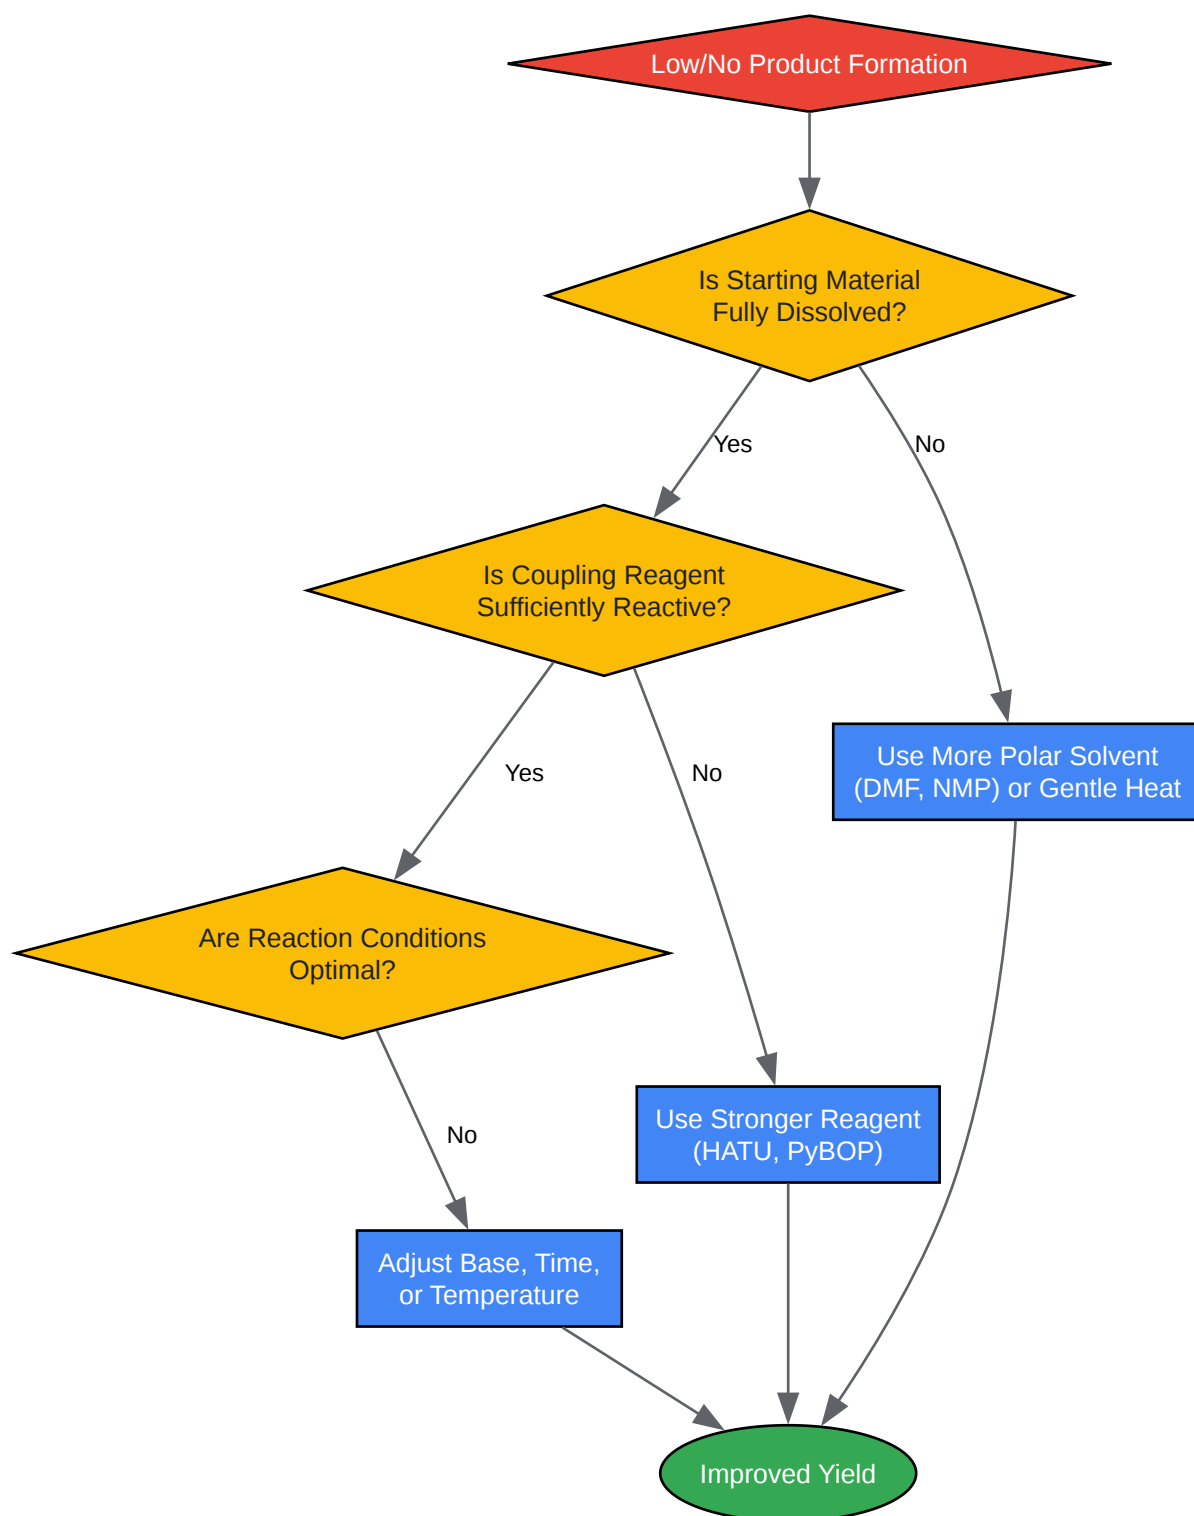 Low/No Product Formation
Is Starting Material
Fully Dissolved?
Yes
No
Is Coupling Reagent
Sufficiently Reactive?
Yes
No
Use More Polar Solvent
(DMF, NMP) or Gentle Heat
Are Reaction Conditions
Optimal?
No
Use Stronger Reagent
(HATU, PyBOP)
Adjust Base, Time,
or Temperature
Improved Yield